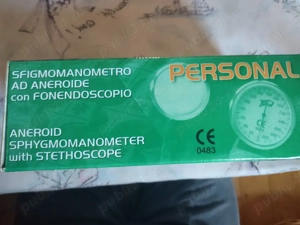 SFIGMOMANOMETRO
AD ANEROIDE
con FONENDOSCOPIO
PERSONAL
ANEROID
SPHYGMOMANOMETER
with STETHOSCOPE
CE
0483